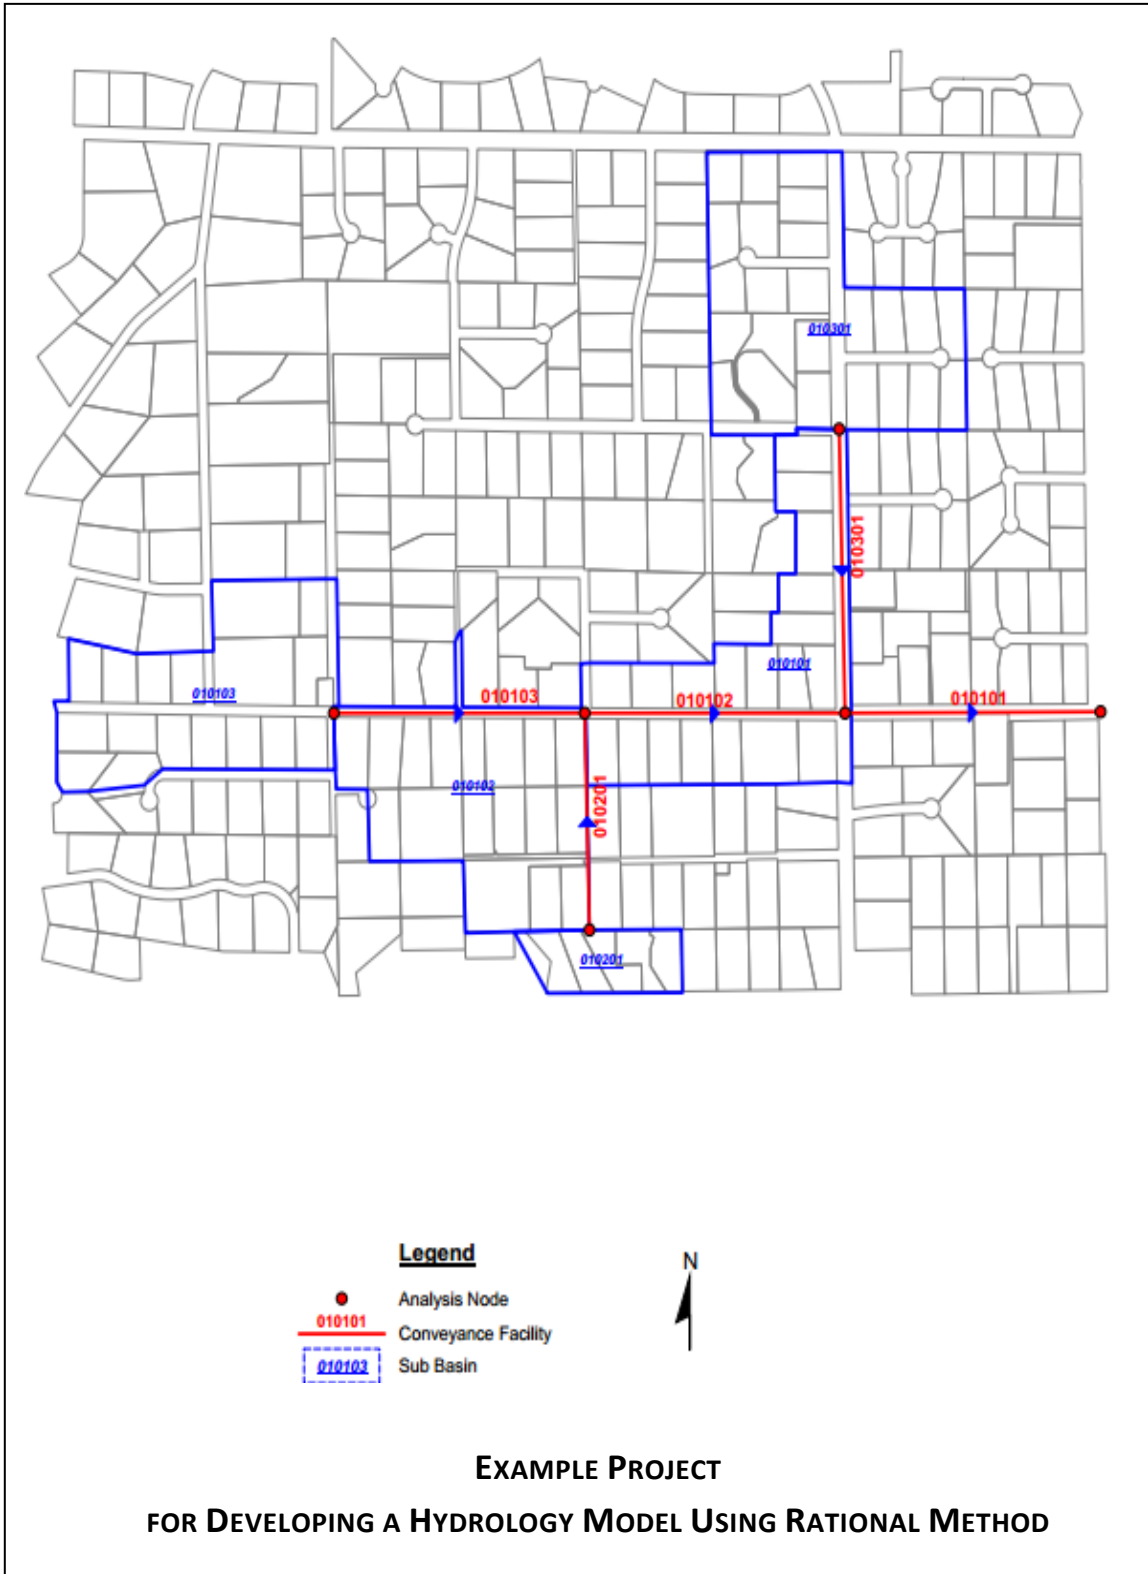 010301
010301
010101
010103
010103
010102
010101
010102
010201
010201
Legend
N
Analysis Node
010101
Conveyance Facility
010103
Sub Basin
EXAMPLE PROJECT
FOR DEVELOPING A HYDROLOGY MODEL USING RATIONAL METHOD